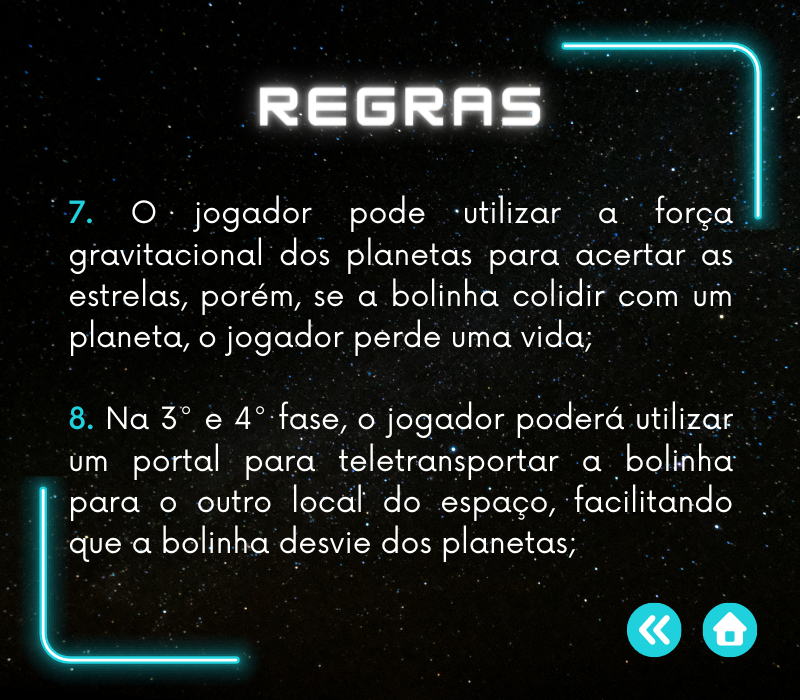 REGRAS
7. O jogador pode utilizar a força
gravitacional dos planetas para acertar as
estrelas, porém, se a bolinha colidir com um
planeta, o jogador perde uma vida;
8. Na 3° e 4° fase, o jogador poderá utilizar
um portal para teletransportar a bolinha
para o outro local do espaço, facilitando
que a bolinha desvie dos planetas;